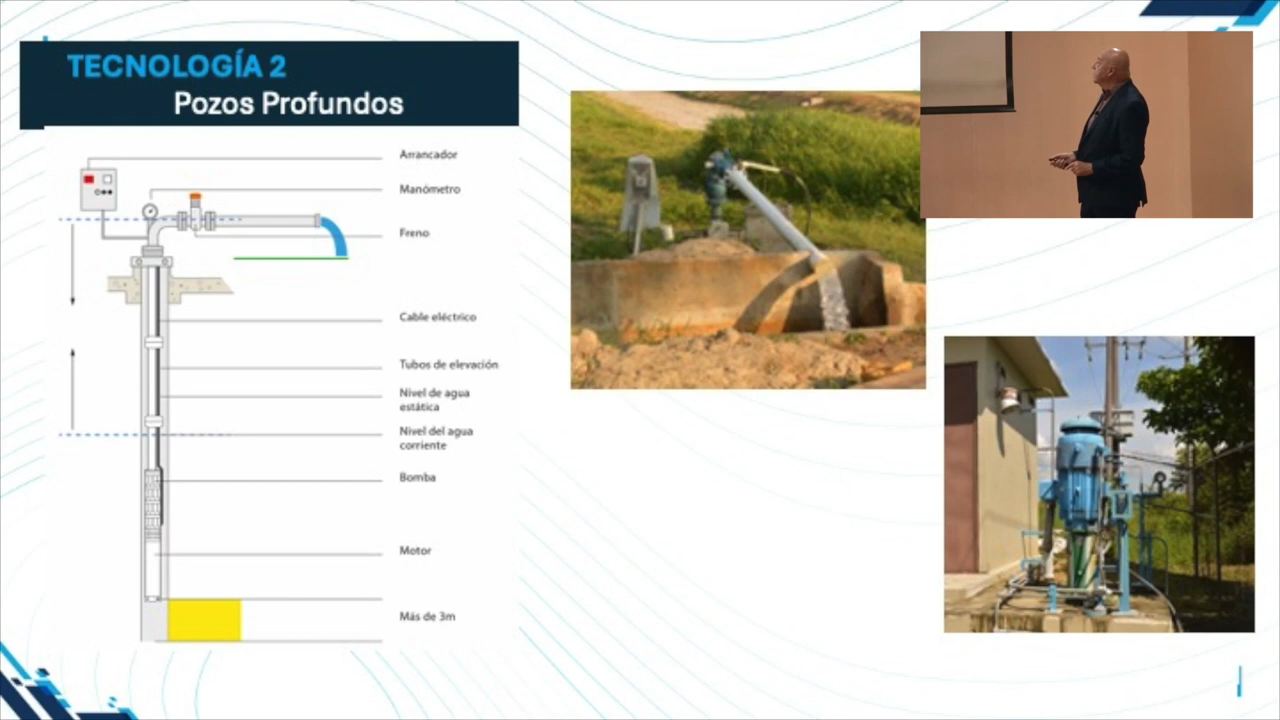 TECNOLOGÍA 2
Pozos Profundos
Arrancador
Manómetro
Freno
Cable eléctrico
Tubos de elevación
Nivel de agua
estática
Nivel del agua
corriente
Bomba
Motor
Más de 3m